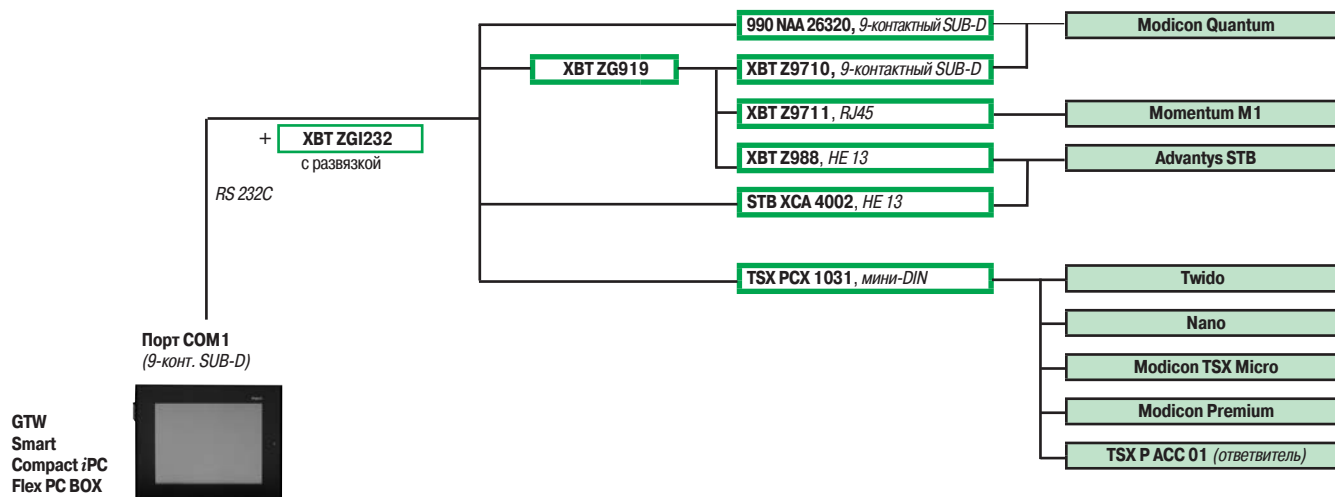 990 NAA 26320, 9-контактный SUB-D
Modicon Quantum
XBT ZG919
XBT Z9710, 9-контактный SUB-D
XBT Z9711, RJ45
Momentum M1
+ XBT ZGI232
с развязкой
XBT Z988, HE 13
Advantys STB
RS 232C
STB XCA 4002, HE 13
TSX PCX 1031, мини-DIN
Twido
Nano
Порт COM1
(9-конт. SUB-D)
Modicon TSX Micro
Modicon Premium
TSX P ACC 01 (ответвитель)
GTW
Smart
Compact iPC
Flex PC BOX